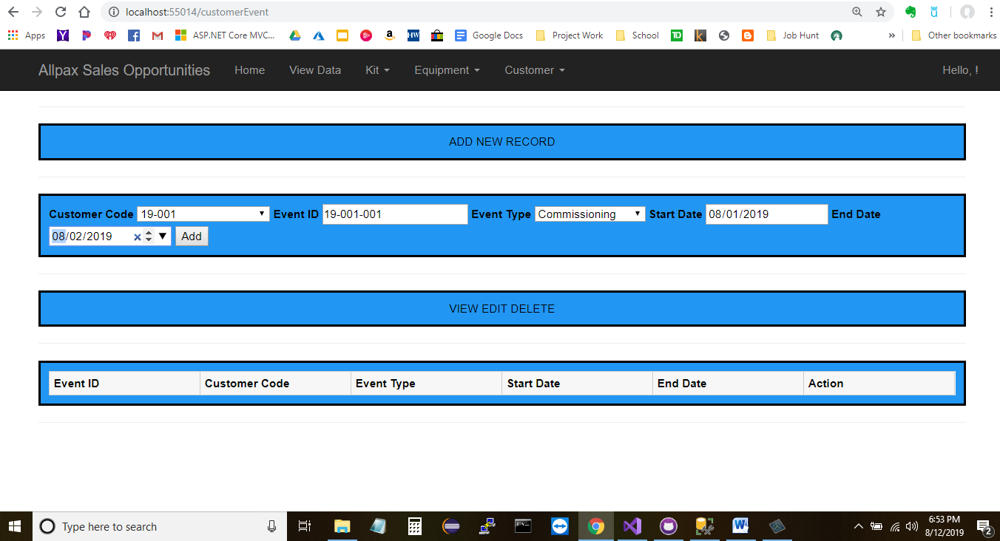 localhost:55014/customerEvent
Apps ASP.NET Core MVC... a HW Google Docs Project Work School TD k Job Hunt » Other bookmarks
Allpax Sales Opportunities Home View Data Kit Equipment Customer Hello, !
ADD NEW RECORD
Customer Code 19-001 Event ID 19-001-001 Event Type Commissioning Start Date 08/01/2019 End Date
08/02/2019 Add
VIEW EDIT DELETE
Event ID Customer Code Event Type Start Date End Date Action
Type here to search 6:53 PM
8/12/2019 2